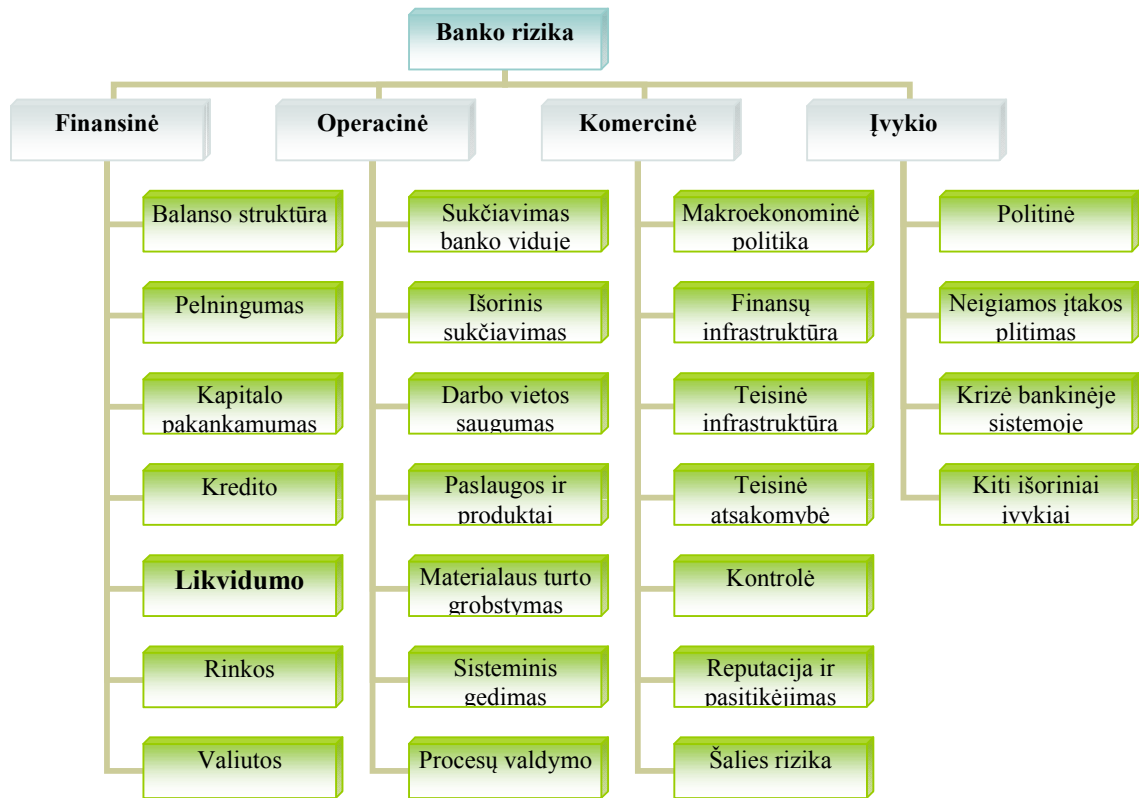 Banko rizika
Finansinė
Operacinė
Komercinė
Įvykio
Balanso struktūra
Pelningumas
Kapitalo
pakankamumas
Kredito
Likvidumo
Rinkos
Valiutos
Sukčiavimas
banko viduje
Išorinis
sukčiavimas
Darbo vietos
saugumas
Paslaugos ir
produktai
Materialaus turto
grobstymas
Sisteminis
gedimas
Procesų valdymo
Makroekonominė
politika
Finansų
infrastruktūra
Teisinė
infrastruktūra
Teisinė
atsakomybė
Kontrolė
Reputacija ir
pasitikėjimas
Šalies rizika
Politinė
Neigiamos įtakos
plitimas
Krizė bankinėje
sistemoje
Kiti išoriniai
įvykiai